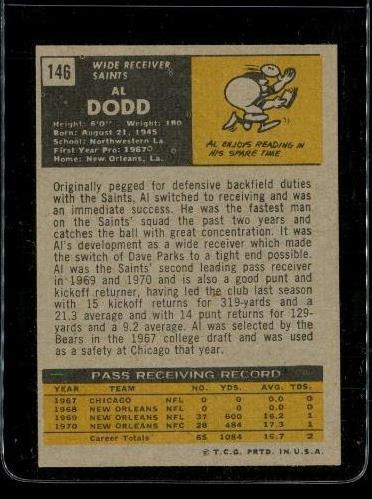 146
WIDE RECEIVER
SAINTS
AL
DODD
Height: 6'0" Weight: 180
Born: August 21, 1945
School: Northwestern La.
First Year Pro: 1967
Home: New Orleans, La.
AL ENJOYS READING IN
HIS SPARE TIME
Originally pegged for defensive backfield duties
with the Saints, Al switched to receiving and was
an immediate success. He was the fastest man
on the Saints' squad the past two years and
catches the ball with great concentration. It was
Al's development as a wide receiver which made
the switch of Dave Parks to a tight end possible.
Al was the Saints' second leading pass receiver
in 1969 and 1970 and is also a good punt and
kickoff returner, having led the club last season
with 15 kickoff returns for 319-yards and a
21.3 average and with 14 punt returns for 129-
yards and a 9.2 average. Al was selected by the
Bears in the 1967 college draft and was used
as a safety at Chicago that year.
PASS RECEIVING RECORD
YEAR TEAM NO. YDS. AVG. TDS.
1967 CHICAGO NFL 0 0 0.0 0
1968 NEW ORLEANS NFL 0 0 0.0 0
1969 NEW ORLEANS NFL 37 600 16.2 1
1970 NEW ORLEANS NFC 28 484 17.3 1
Career Totals 65 1084 16.7 2
© T.C.G. PRTD. IN U.S.A.